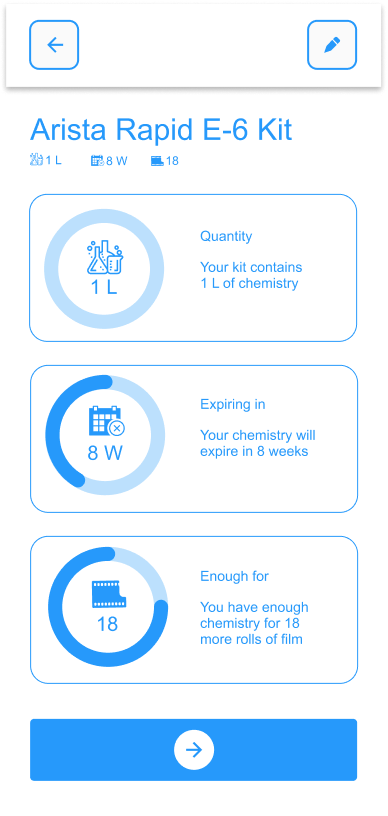 Arista Rapid E-6 Kit
1 L 8 W 18
Quantity
Your kit contains
1 L of chemistry
1 L
Expiring in
Your chemistry will
expire in 8 weeks
8 W
Enough for
You have enough
chemistry for 18
more rolls of film
18